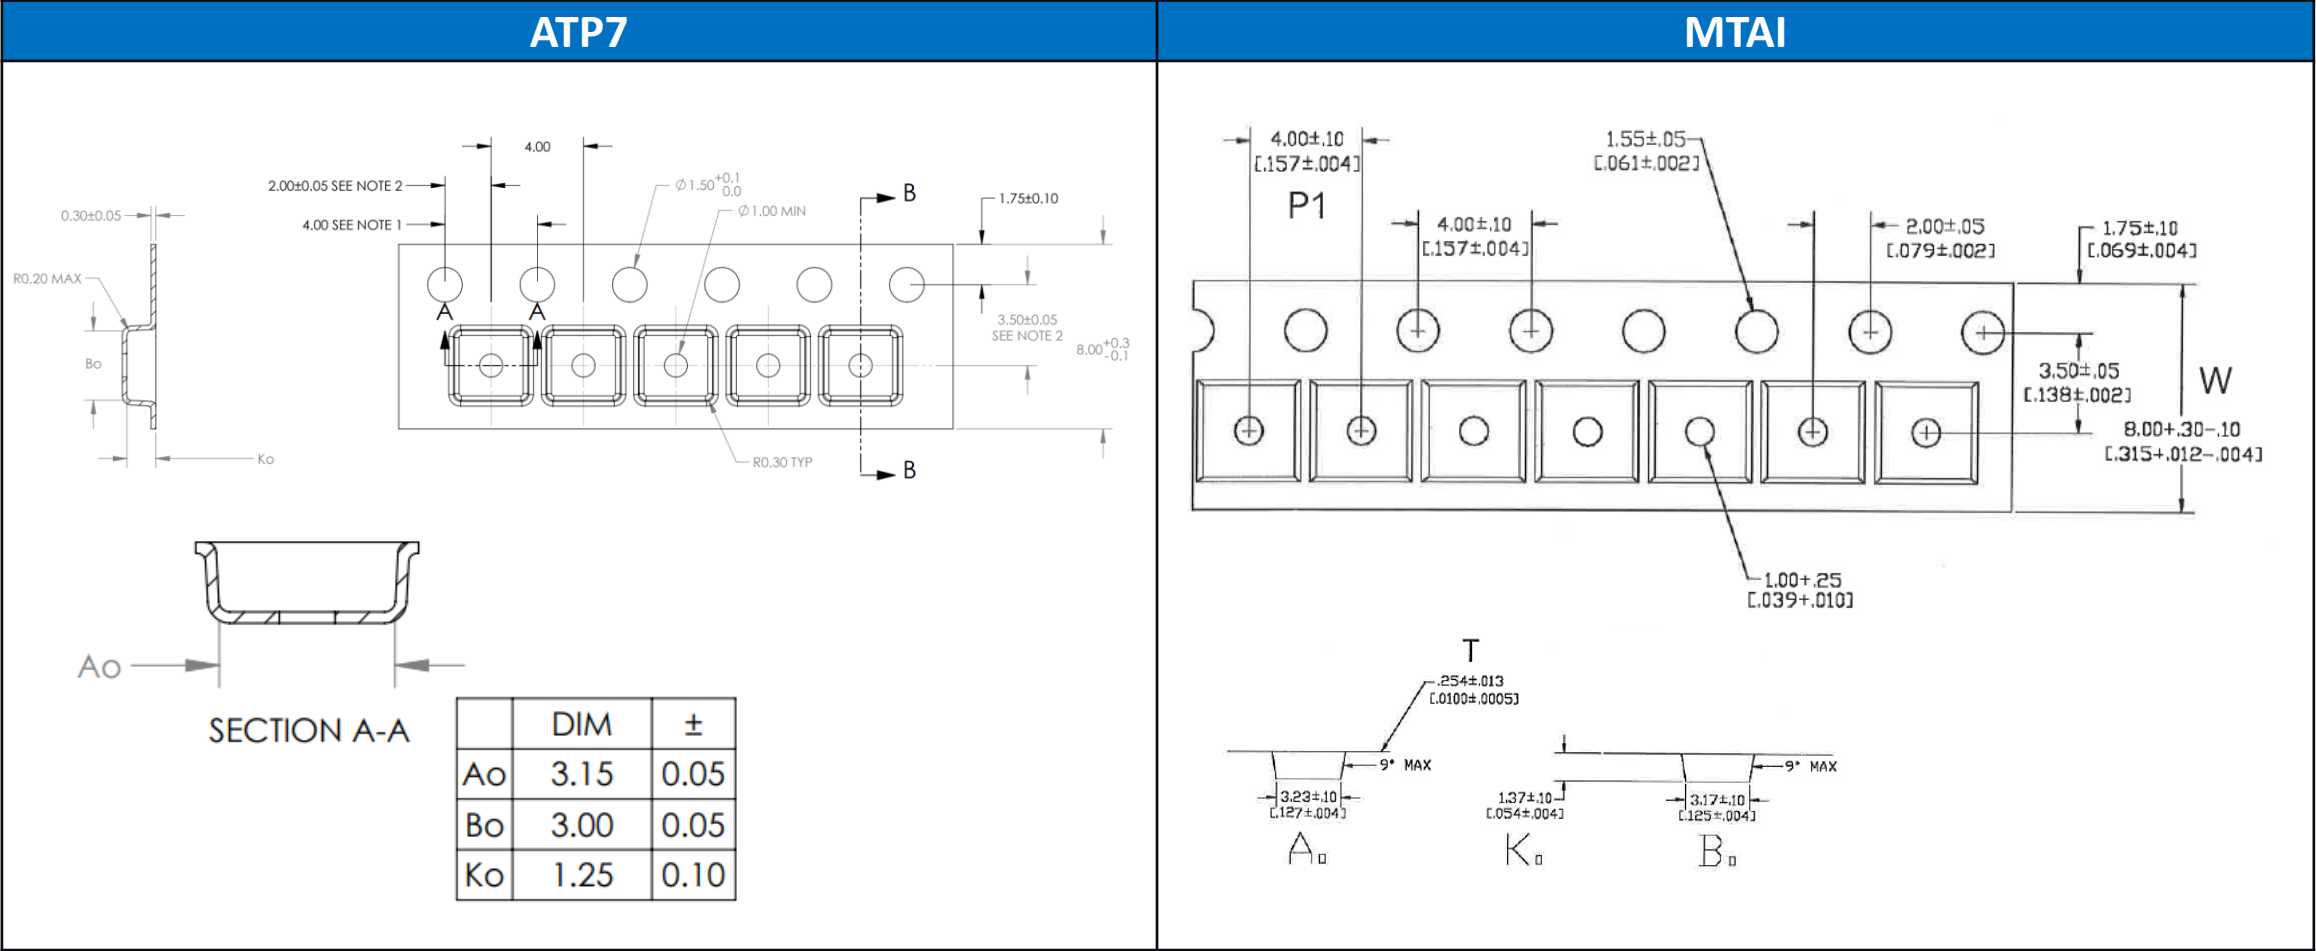 ATP7
4.00
2.00±0.05 SEE NOTE 2
4.00 SEE NOTE 1
Ø1.50 +0.1
0.0
Ø1.00 MIN
B
1.75±0.10
0.30±0.05
R0.20 MAX
A
A
3.50±0.05
SEE NOTE 2
8.00 +0.3
-0.1
Bo
Ko
R0.30 TYP
B
Ao
SECTION A-A
DIM ±
Ao 3.15 0.05
Bo 3.00 0.05
Ko 1.25 0.10
MTAI
4.00±.10
[.157±.004]
P1
1.55±.05
[.061±.002]
4.00±.10
[.157±.004]
2.00±.05
[.079±.002]
1.75±.10
[.069±.004]
3.50±.05
[.138±.002]
W
8.00+.30-.10
[.315+.012-.004]
1.00+.25
[.039+.010]
T
.254±.013
[.0100±.0005]
9° MAX
3.23±.10
[.127±.004]
A₀
1.37±.10
[.054±.004]
K₀
9° MAX
3.17±.10
[.125±.004]
B₀